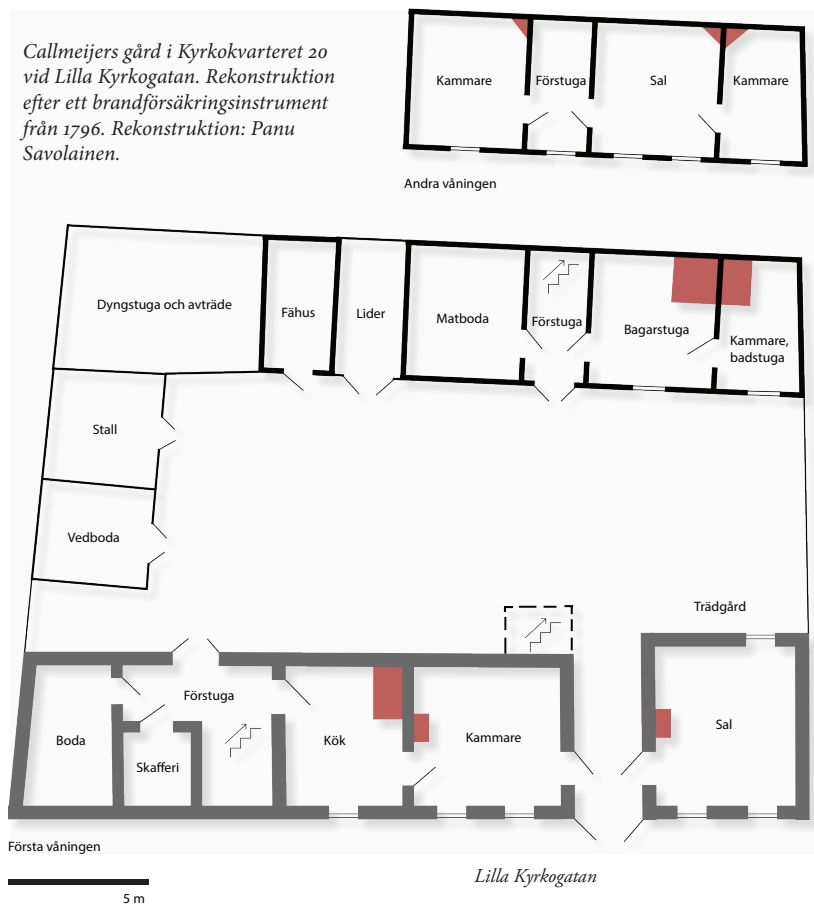 Callmeijers gård i Kyrkokvarteret 20
vid Lilla Kyrkogatan. Rekonstruktion
efter ett brandförsäkringsinstrument
från 1796. Rekonstruktion: Panu
Savolainen.
Kammare
Förstuga
Sal
Kammare
Andra våningen
Dyngstuga och avträde
Fähus
Lider
Matboda
Förstuga
Bagarstuga
Kammare,
badstuga
Stall
Vedboda
Trädgård
Förstuga
Boda
Skafferi
Kök
Kammare
Sal
Första våningen
Lilla Kyrkogatan
5 m